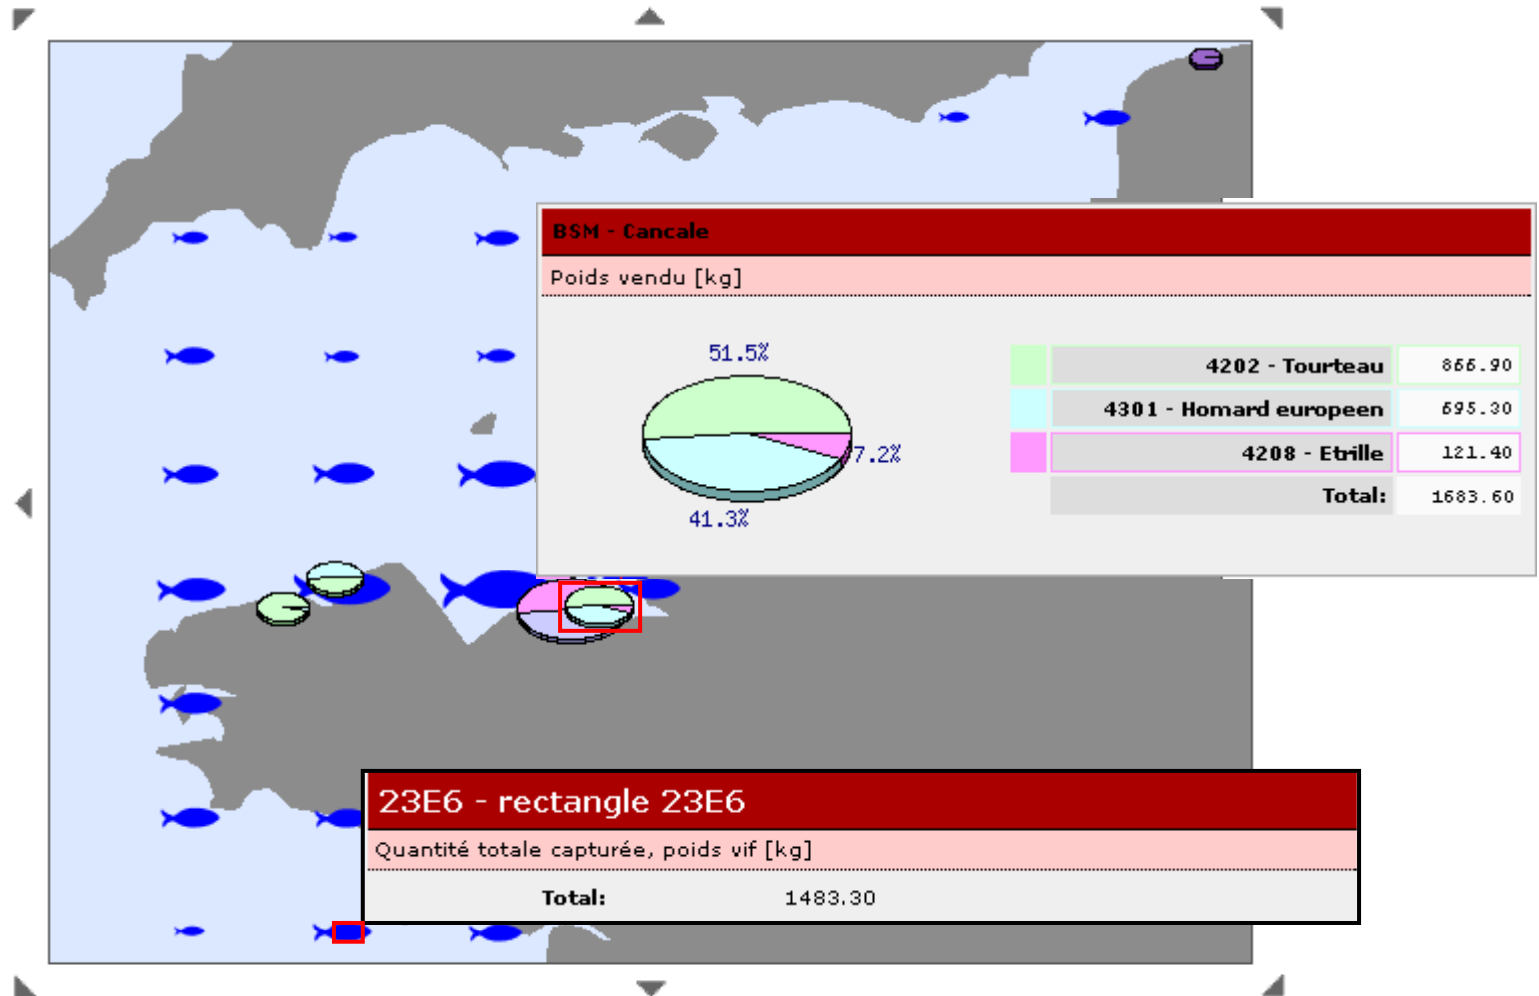 BSM - Cancale
Poids vendu [kg]
51.5%
7.2%
41.3%
4202 - Tourteau 866.90
4301 - Homard europeen 695.30
4208 - Etrille 121.40
Total: 1683.60
23E6 - rectangle 23E6
Quantité totale capturée, poids vif [kg]
Total: 1483.30